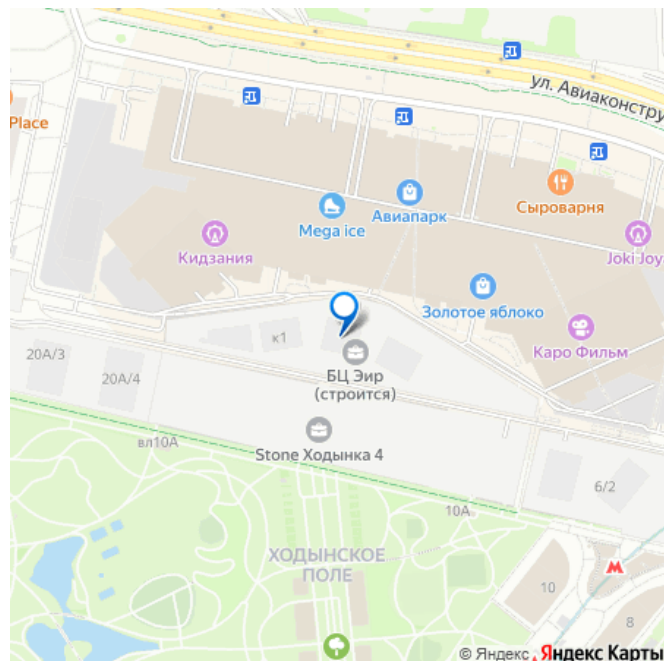 ул. Авиаконстру
Place
Сыроварня
Авиапарк
Mega ice
Кидзания
Joki Joya
Золотое яблоко
Каро Фильм
к1
20А/3
20А/4
БЦ Эир
(строится)
вл10А
Stone Ходынка 4
6/2
10А
ХОДЫНСКОЕ
ПОЛЕ
10
8
© Яндекс Яндекс Карты